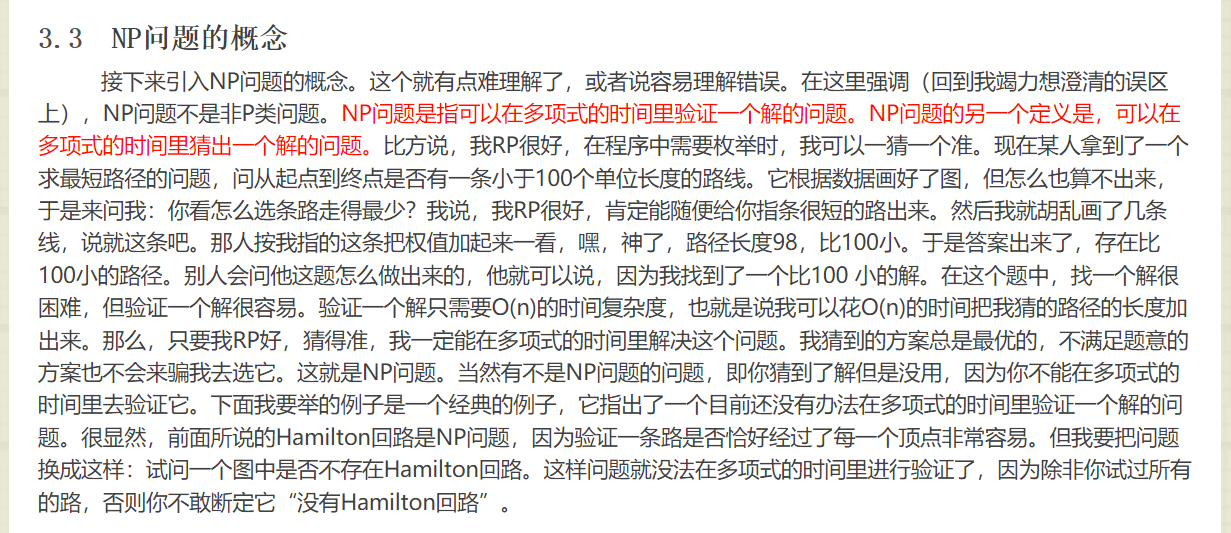 3.3 NP问题的概念
接下来引入NP问题的概念。这个就有点难理解了，或者说容易理解错误。在这里强调（回到我竭力想澄清的误区
上），NP问题不是非P类问题。NP问题是指可以在多项式的时间里验证一个解的问题。NP问题的另一个定义是，可以在
多项式的时间里猜出一个解的问题。比方说，我RP很好，在程序中需要枚举时，我可以一猜一个准。现在某人拿到了一个
求最短路径的问题，问从起点到终点是否有一条小于100个单位长度的路线。它根据数据画好了图，但怎么也算不出来，
于是来问我：你看怎么选条路走得最少？我说，我RP很好，肯定能随便给你指条很短的路出来。然后我就胡乱画了几条
线，说就这条吧。那人按我指的这条把权值加起来一看，嘿，神了，路径长度98，比100小。于是答案出来了，存在比
100小的路径。别人会问他这题怎么做出来的，他就可以说，因为我找到了一个比100 小的解。在这个题中，找一个解很
困难，但验证一个解很容易。验证一个解只需要O(n)的时间复杂度，也就是说我可以花O(n)的时间把我猜的路径的长度加
出来。那么，只要我RP好，猜得准，我一定能在多项式的时间里解决这个问题。我猜到的方案总是最优的，不满足题意的
方案也不会来骗我去选它。这就是NP问题。当然有不是NP问题的问题，即你猜到了解但是没用，因为你不能在多项式的
时间里去验证它。下面我要举的例子是一个经典的例子，它指出了一个目前还没有办法在多项式的时间里验证一个解的问
题。很显然，前面所说的Hamilton回路是NP问题，因为验证一条路是否恰好经过了每一个顶点非常容易。但我要把问题
换成这样：试问一个图中是否不存在Hamilton回路。这样问题就没法在多项式的时间里进行验证了，因为除非你试过所有
的路，否则你不敢断定它“没有Hamilton回路”。